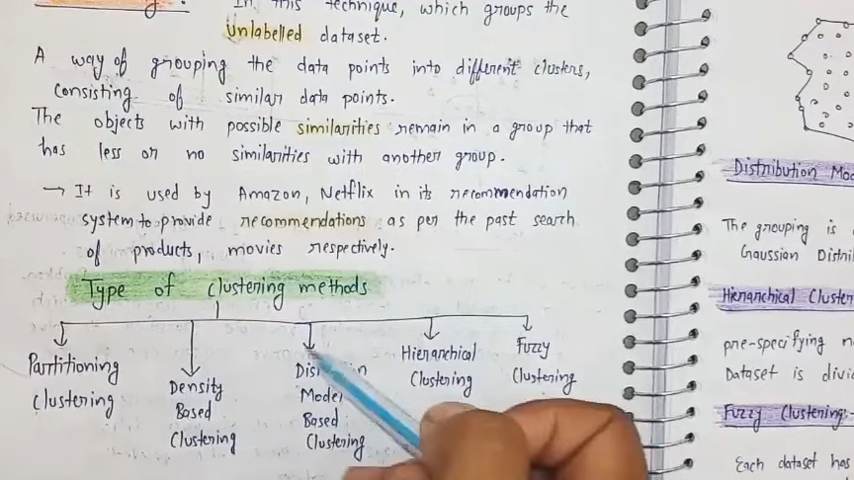 In this technique, which groups the
unlabelled dataset.
A way of grouping the data points into different clusters,
consisting of similar data points.
The objects with possible similarities remain in a group that
has less or no similarities with another group.
→ It is used by Amazon, Netflix in its recommendation
system to provide recommendations as per the past search
of products, movies respectively.
Type of clustering methods
Partitioning
Clustering
Density
Based
Clustering
Model
Based
Clustering
Hierarchical
Clustering
Fuzzy
Clustering
Distribution
The grouping is
Gaussian
Hierarchical
pre-specifying
Dataset is
Fuzzy Clustering:-
Each dataset has